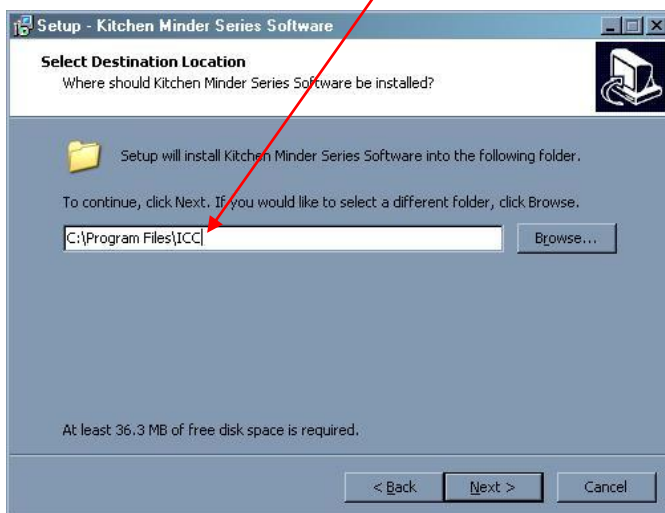 Setup - Kitchen Minder Series Software
Select Destination Location
Where should Kitchen Minder Series Software be installed?
Setup will install Kitchen Minder Series Software into the following folder.
To continue, click Next. If you would like to select a different folder, click Browse.
C:\Program Files\ICC
Browse...
At least 36.3 MB of free disk space is required.
< Back
Next >
Cancel